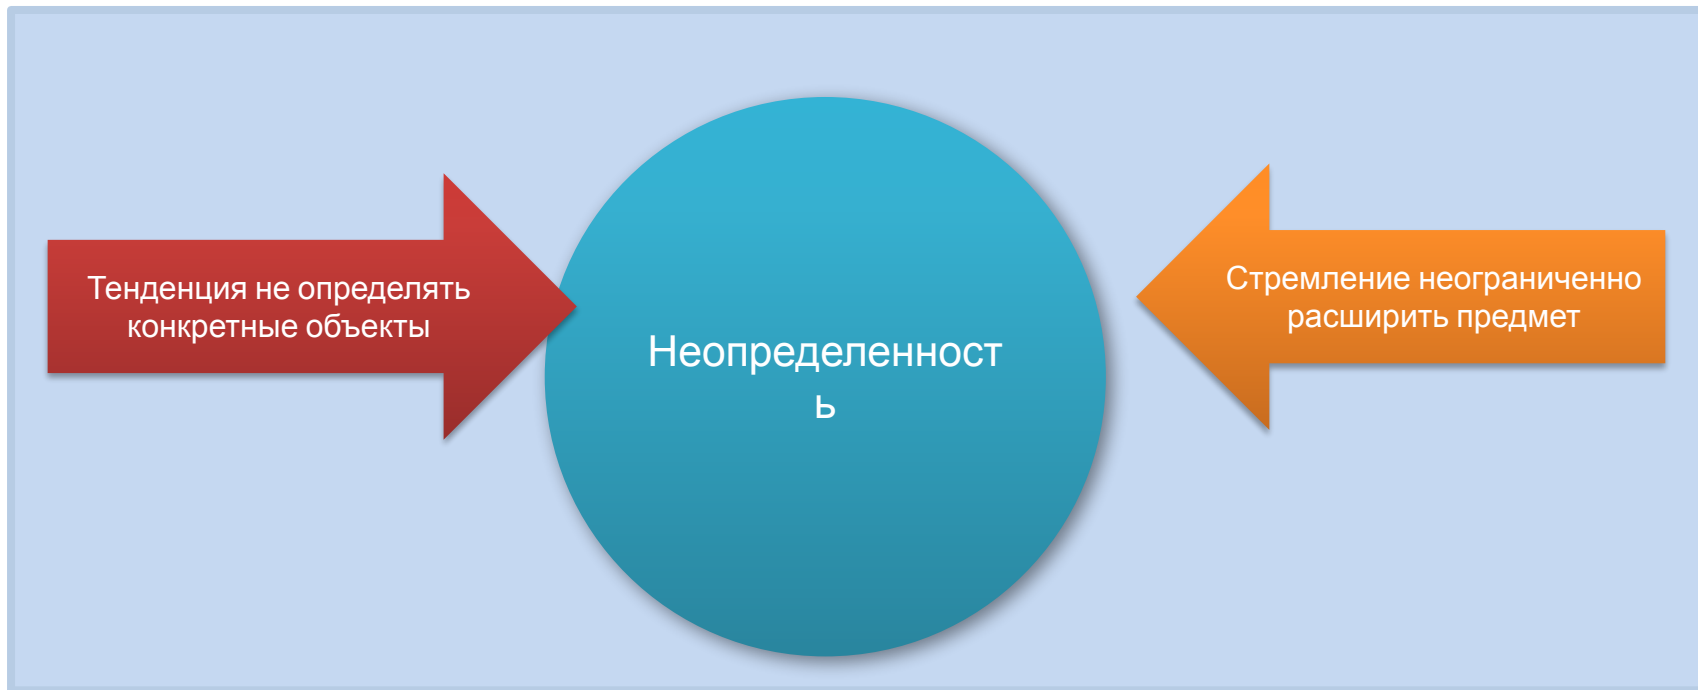 Тенденция не определять
конкретные объекты
Неопределенност
ь
Стремление неограниченно
расширить предмет